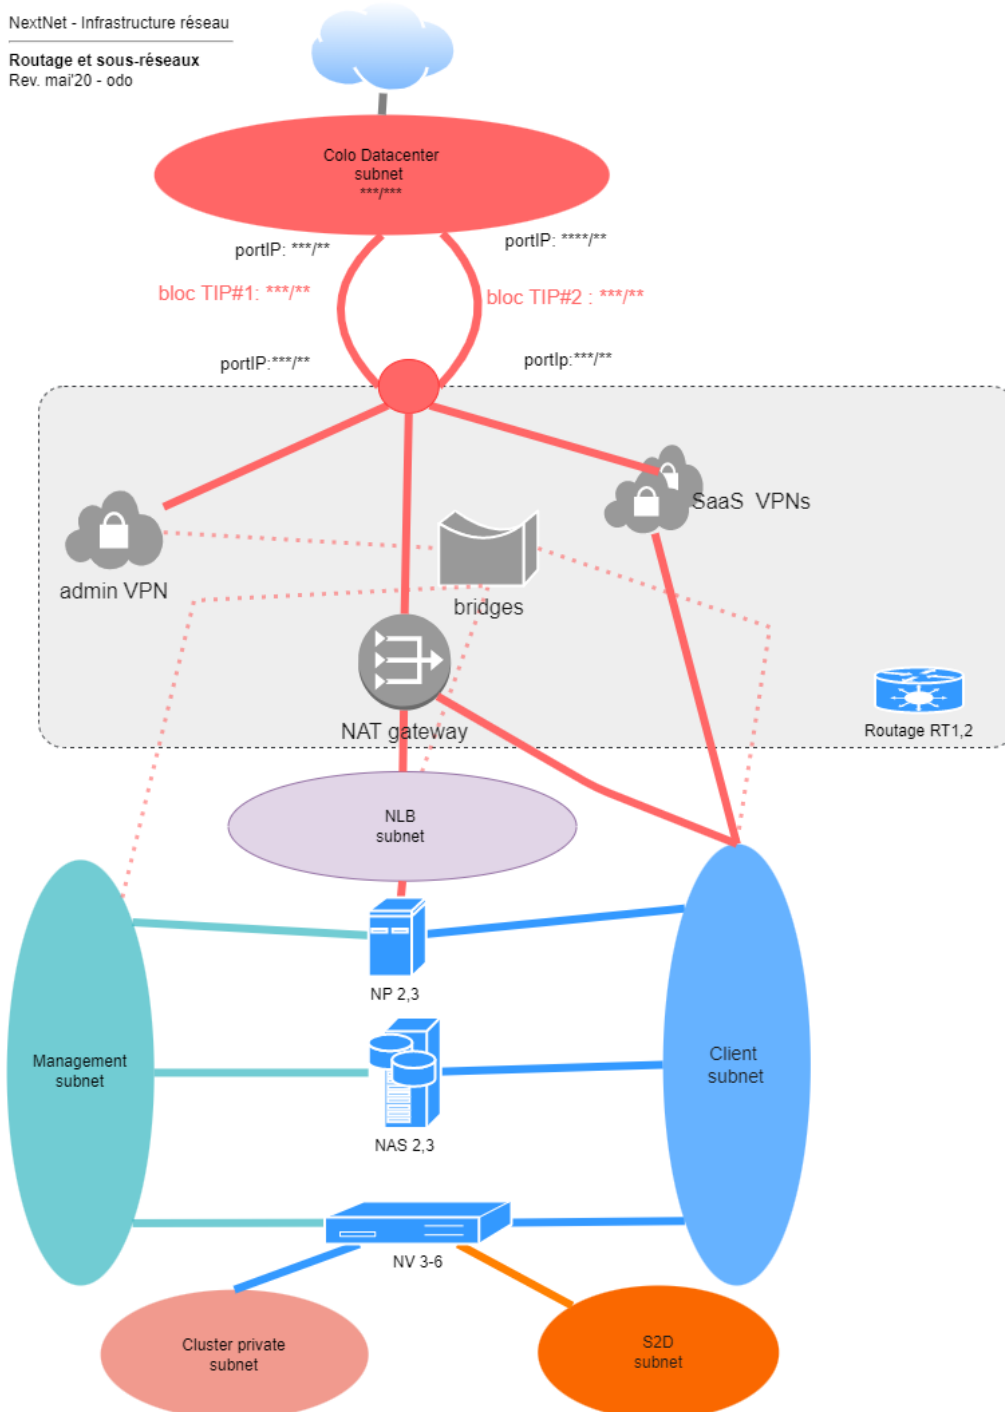 NextNet - Infrastructure réseau
Routage et sous-réseaux
Rev. mai'20 - odo
Colo Datacenter
subnet
***/***
portIP: ***/**
portIP: ****/**
bloc TIP#1: ***/**
bloc TIP#2 : ***/**
portIP:***/**
portIp:***/**
SaaS VPNs
admin VPN
bridges
NAT gateway
Routage RT1,2
NLB
subnet
NP 2,3
Management
subnet
Client
subnet
NAS 2,3
NV 3-6
Cluster private
subnet
S2D
subnet